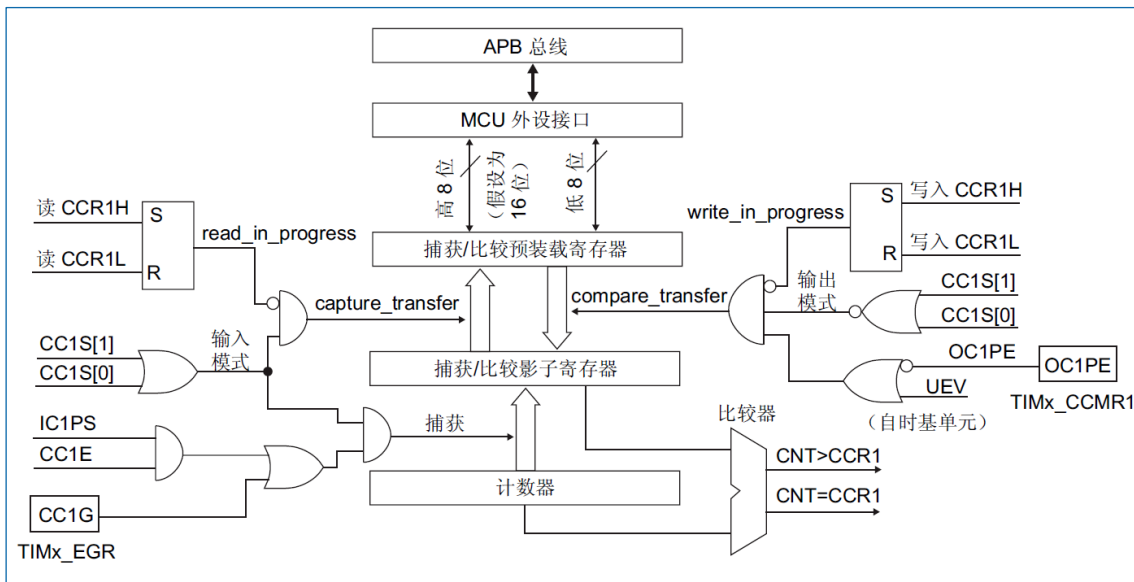 APB 总线
MCU 外设接口
高 8 位
（假设为
16 位）
低 8 位
读 CCR1H
S
读 CCR1L
R
read_in_progress
write_in_progress
S
写入 CCR1H
R
写入 CCR1L
捕获/比较预装载寄存器
capture_transfer
compare_transfer
输出
模式
CC1S[1]
CC1S[0]
CC1S[1]
CC1S[0]
输入
模式
捕获/比较影子寄存器
OC1PE
OC1PE
UEV
TIMx_CCMR1
（自时基单元）
IC1PS
CC1E
捕获
比较器
CNT>CCR1
CNT=CCR1
计数器
CC1G
TIMx_EGR